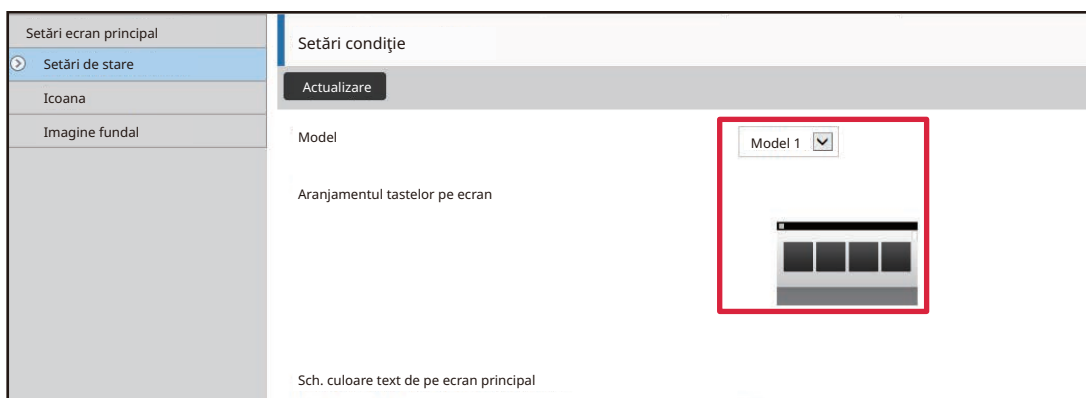 Setări ecran principal
Setări de stare
Icoana
Imagine fundal
Setări condiţie
Actualizare
Model
Model 1
Aranjamentul tastelor pe ecran
Sch. culoare text de pe ecran principal